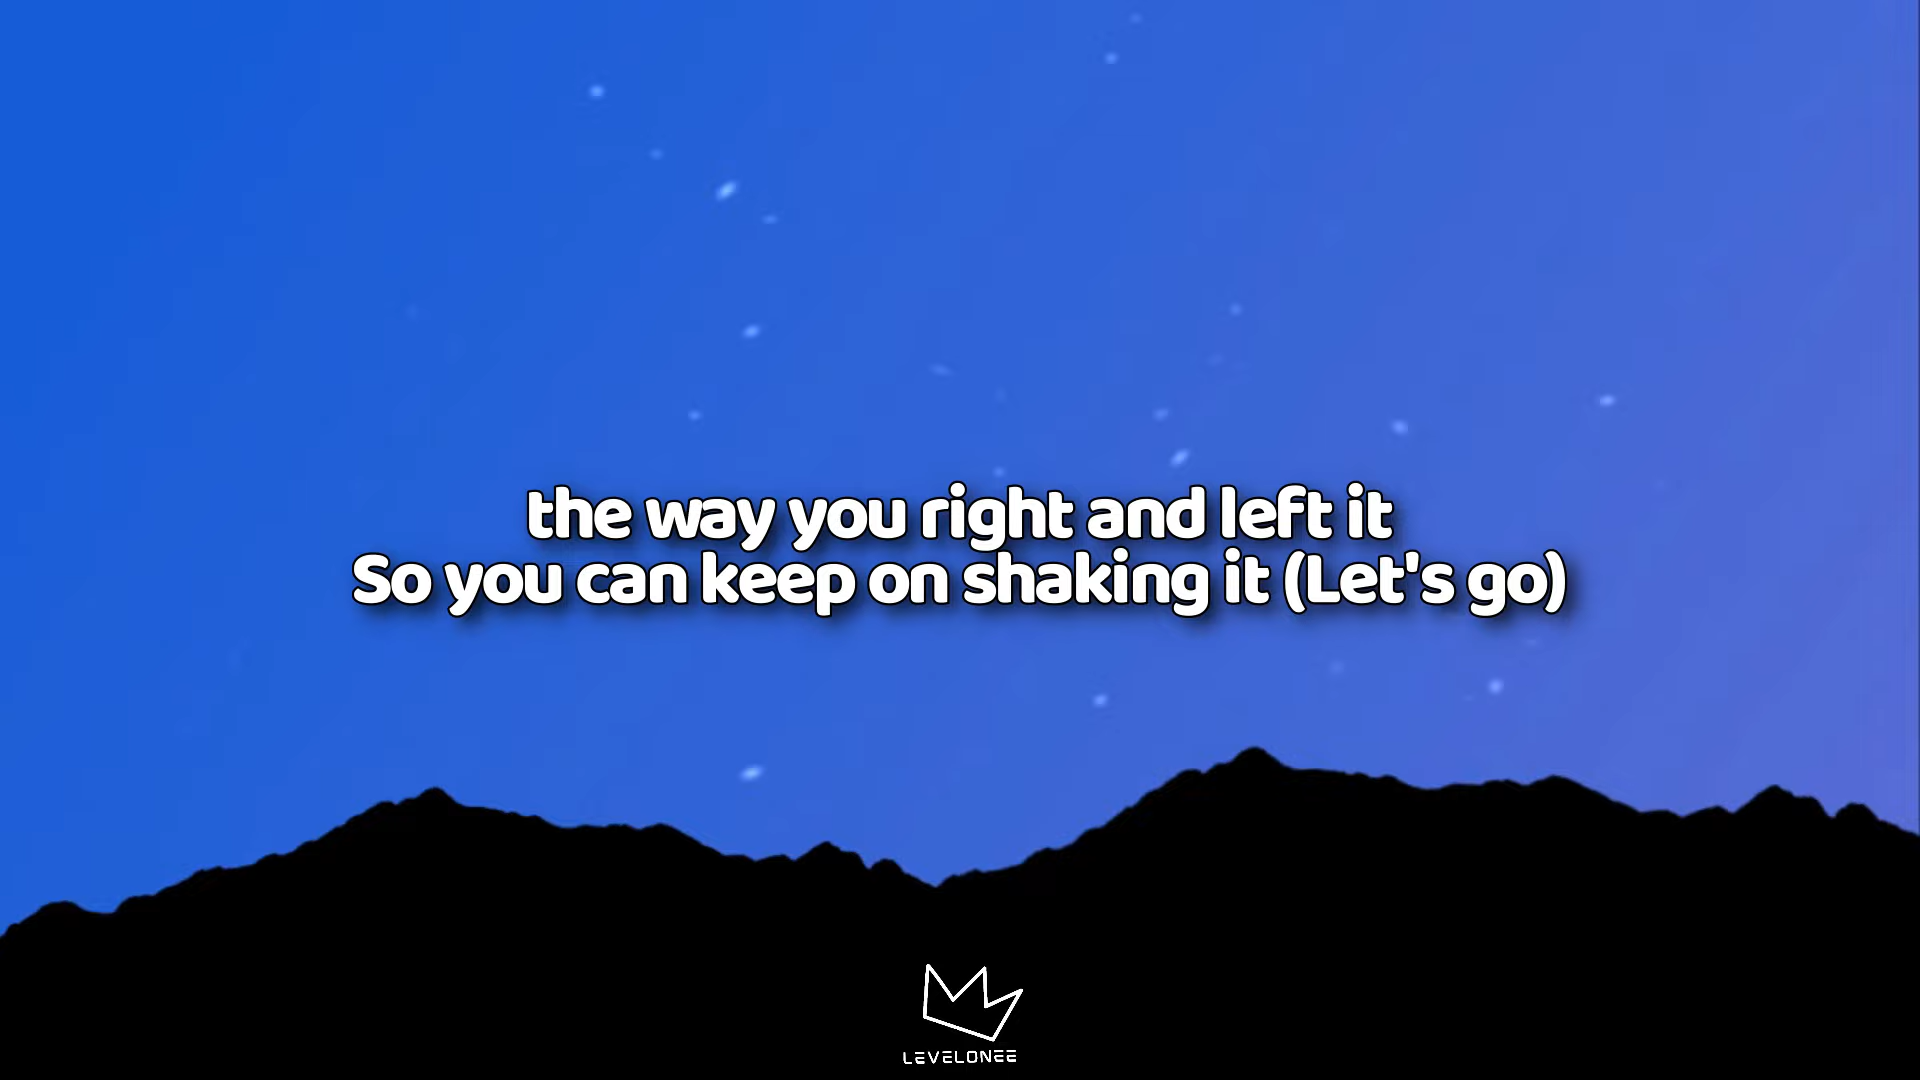 the way you right and left it
So you can keep on shaking it (Let's go)
LEVELONEE